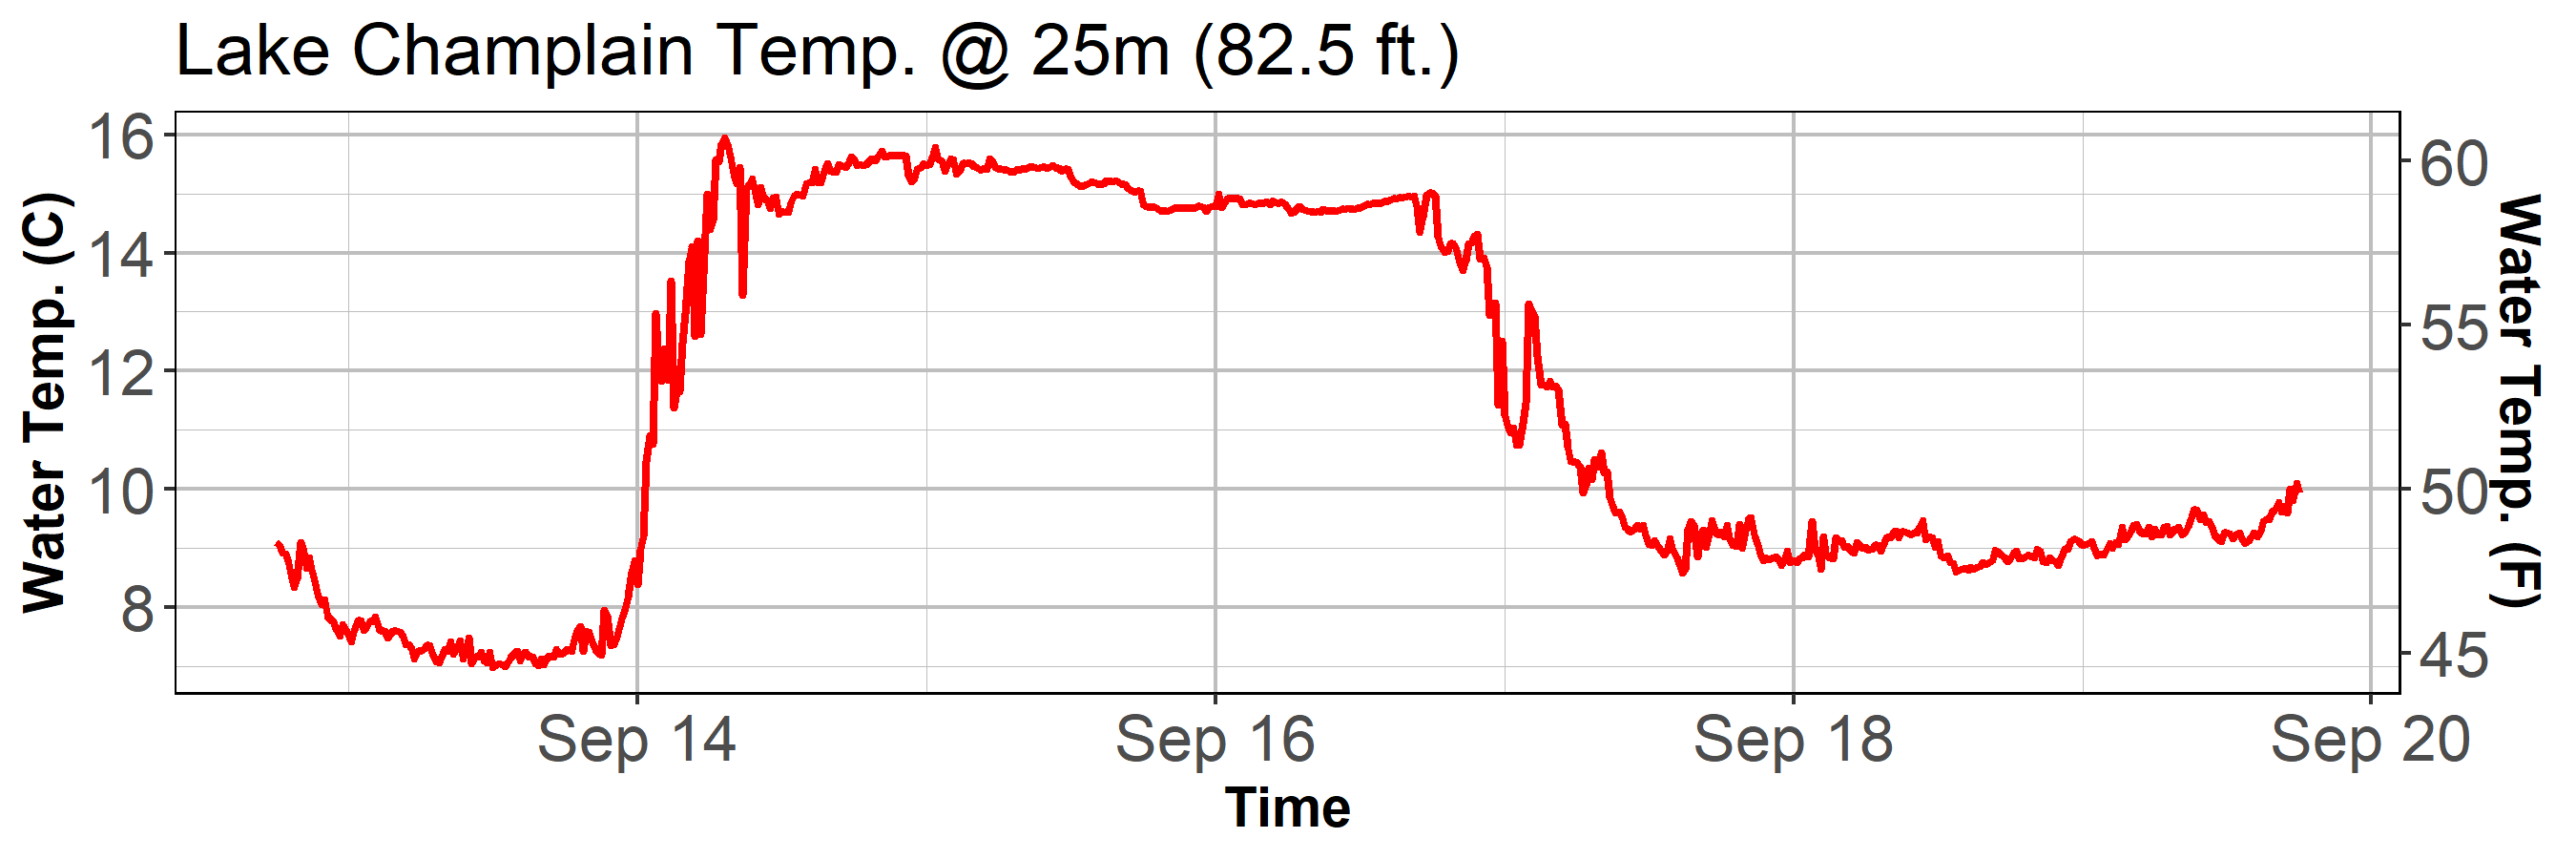 Lake Champlain Temp. @ 25m (82.5 ft.)
Water Temp. (C)
16
14
12
10
8
60
55
50
45
Water Temp. (F)
Sep 14
Sep 16
Sep 18
Sep 20
Time